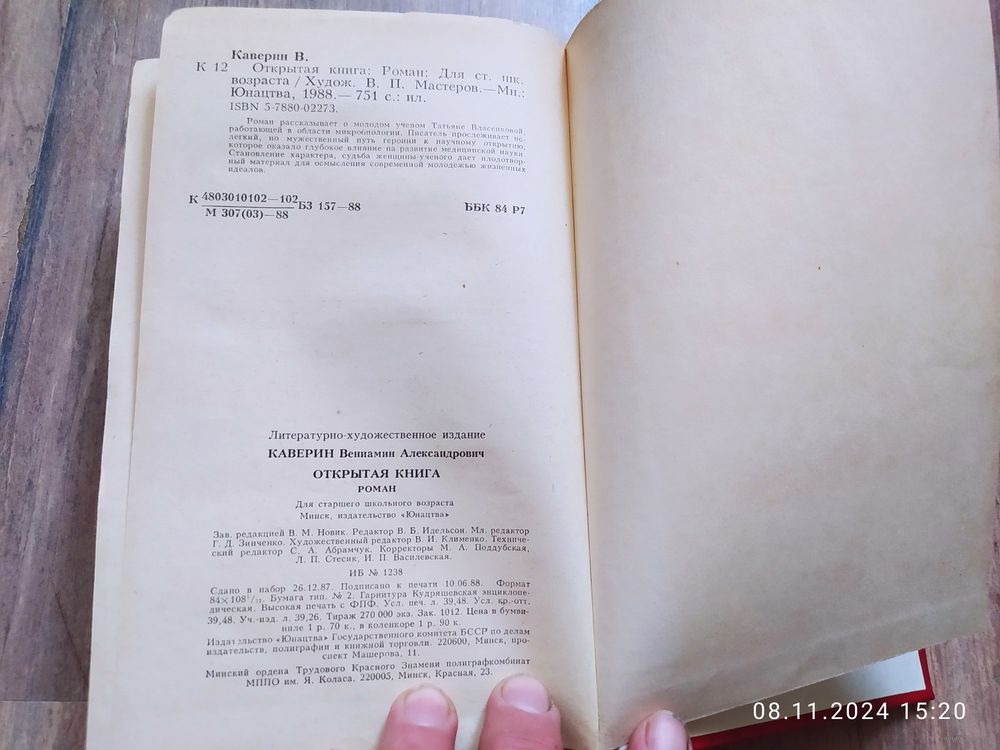 Каверин В.
К 12 Открытая книга: Роман: Для ст. шк.
возраста / Худож. В. П. Мастеров.—Мн.:
Юнацтва, 1988.— 751 с.: ил.
ISBN 5-7880-02273.
Роман рассказывает о молодом ученом Татьяне Власенковой,
работающей в области микробиологии. Писатель прослеживает не-
легкий, но мужественный путь героини к научному открытию,
которое оказало глубокое влияние на развитие медицинской науки.
Становление характера, судьба женщины-ученого дает плодотвор-
ный материал для осмысления современной молодежью жизненных
идеалов.
К 4803010102—102 БЗ 157—88 ББК 84 Р7
М 307(03)—88
Литературно-художественное издание
КАВЕРИН Вениамин Александрович
ОТКРЫТАЯ КНИГА
РОМАН
Для старшего школьного возраста
Минск, издательство «Юнацтва»
Зав. редакцией В. М. Новик. Редактор В. Б. Идельсон. Мл. редактор
Г. Д. Зинченко. Художественный редактор В. И. Клименко. Техниче-
ский редактор С. А. Абрамчук. Корректоры М. А. Поддубская,
Л. П. Стесик, И. П. Василевская.
ИБ № 1238
Сдано в набор 26.12.87. Подписано к печати 10.06.88. Формат
84×108¹/₃₂. Бумага тип. № 2. Гарнитура Кудряшевская энциклопе-
дическая. Высокая печать с ФПФ. Усл. печ. л. 39,48. Усл. кр.-отт.
39,48. Уч.-изд. л. 39,26. Тираж 270 000 экз. Зак. 1012. Цена в бумви-
ниле 1 р. 70 к., в коленкоре 1 р. 90 к.
Издательство «Юнацтва» Государственного комитета БССР по делам
издательств, полиграфии и книжной торговли. 220600, Минск, про-
спект Машерова, 11.
Минский ордена Трудового Красного Знамени полиграфкомбинат
МППО им. Я. Коласа. 220005, Минск, Красная, 23.
08.11.2024 15:20